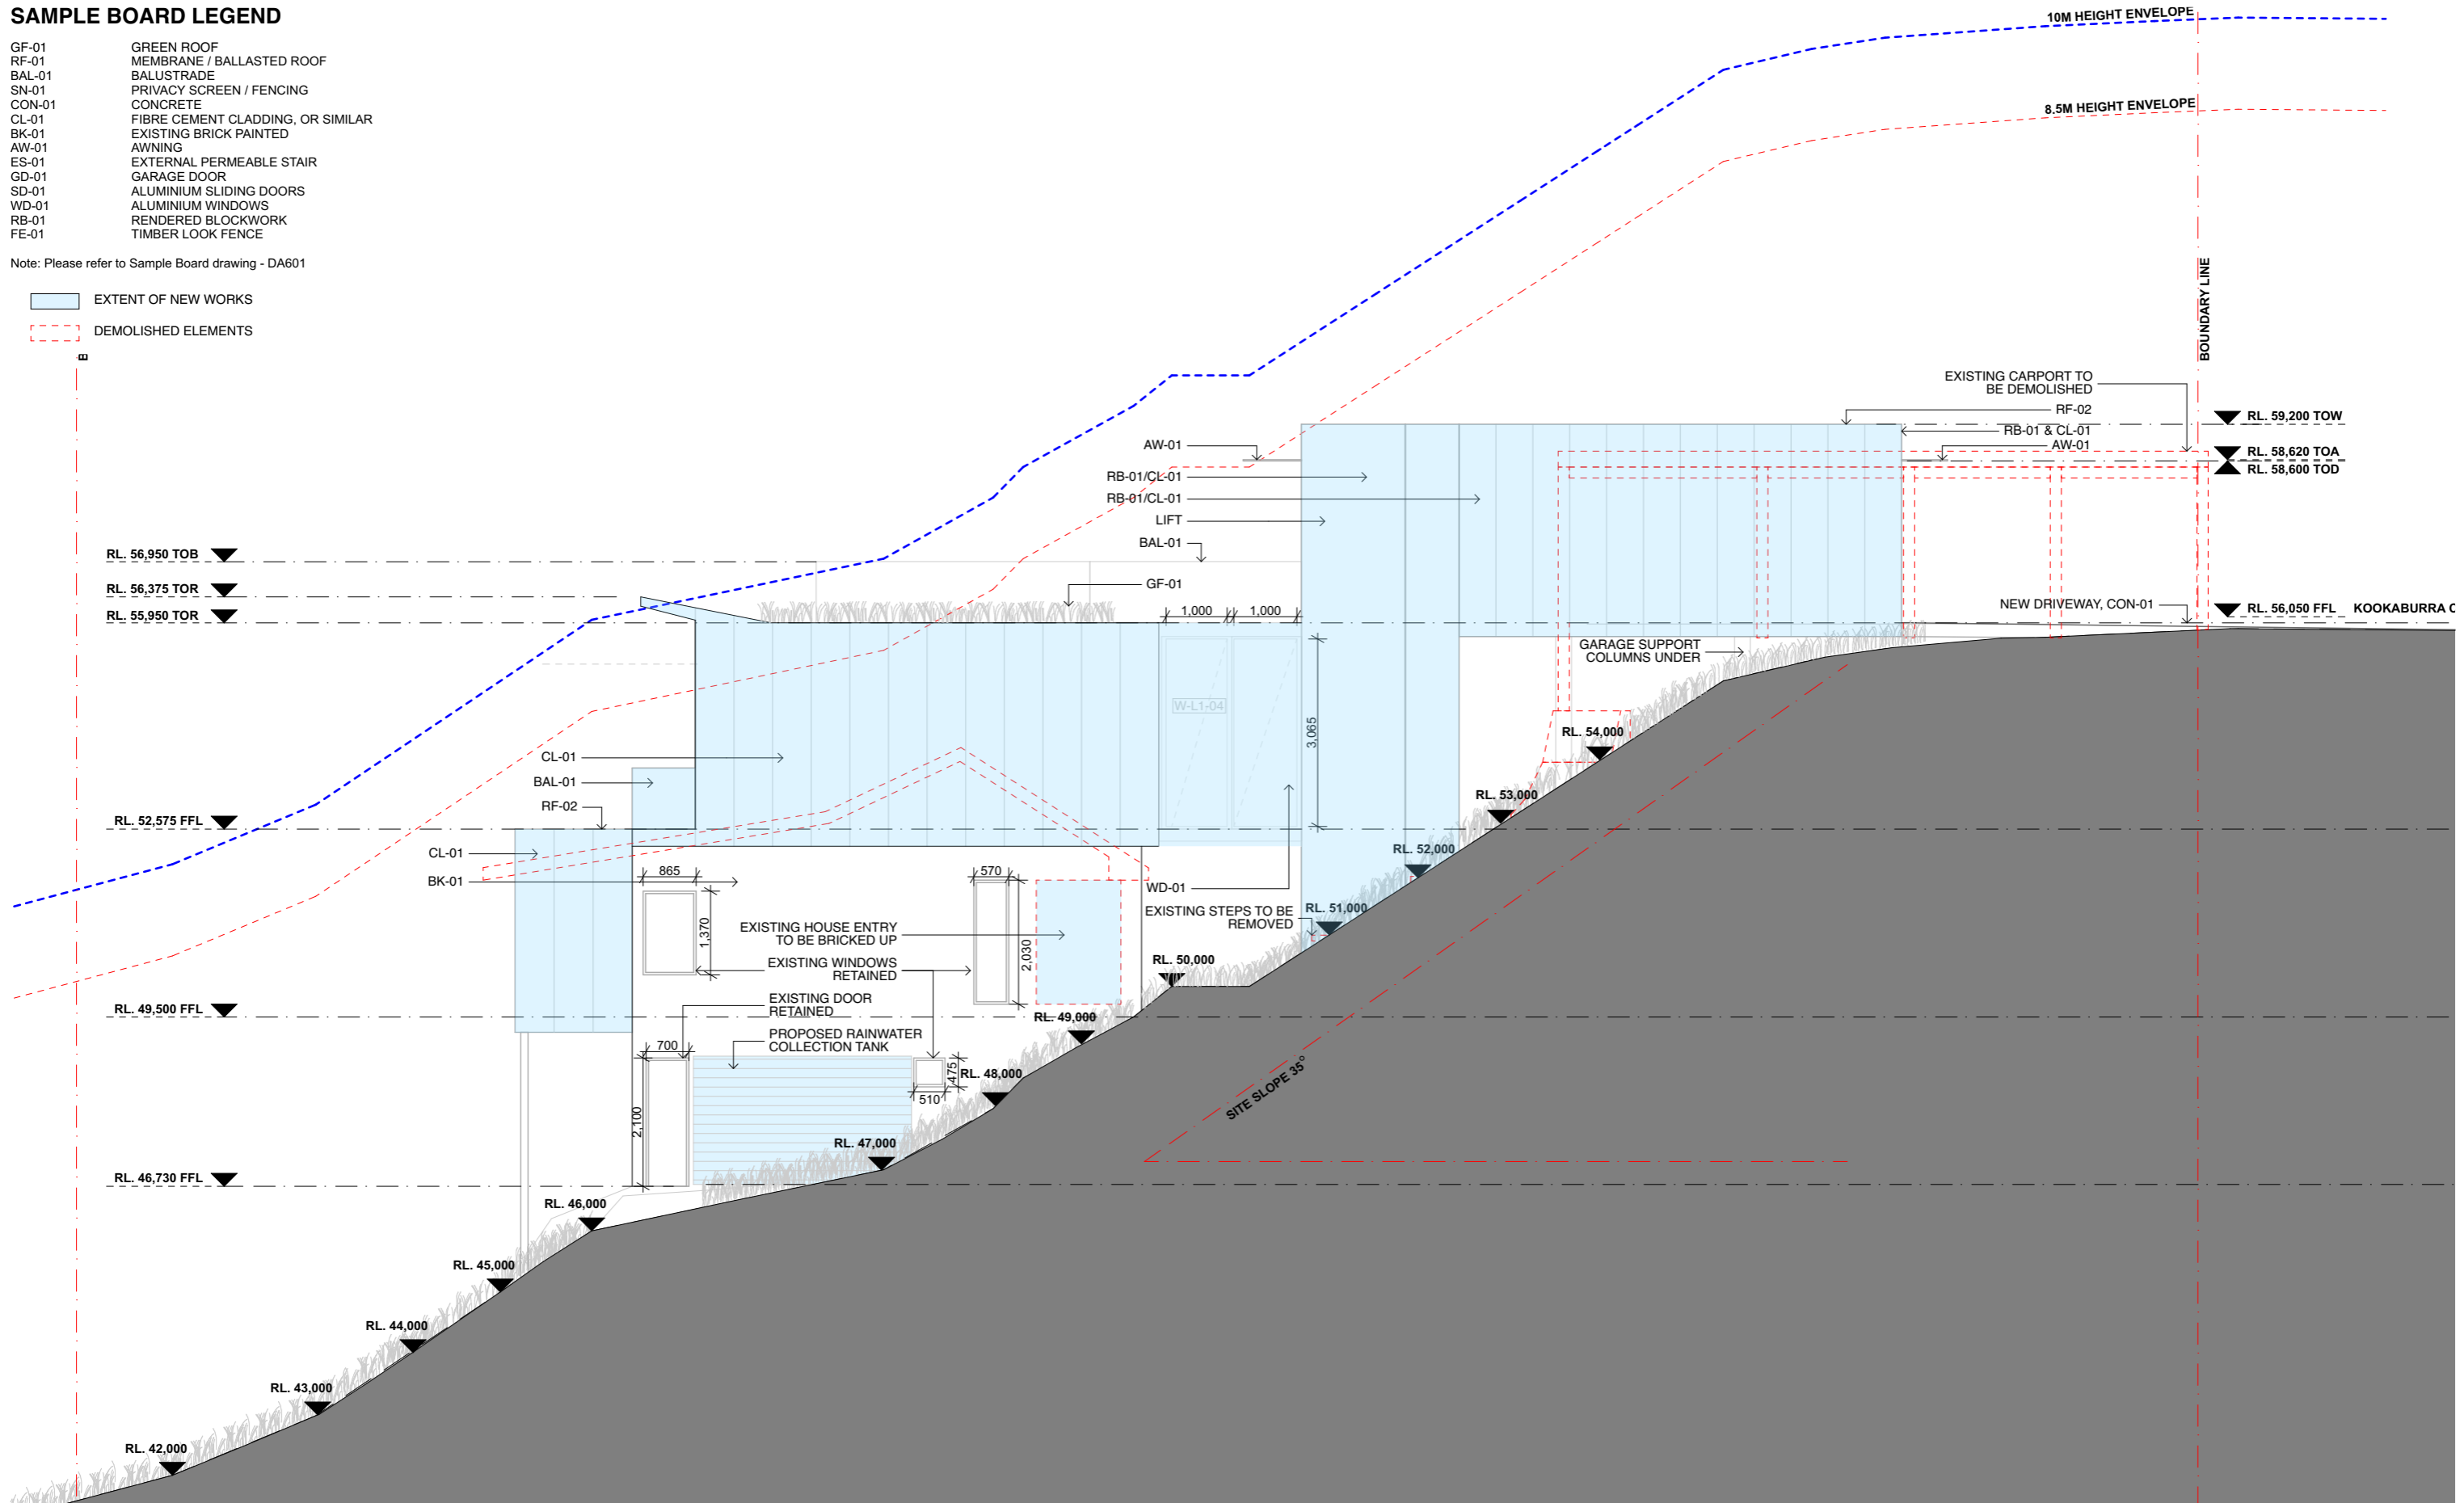 SAMPLE BOARD LEGEND
GF-01 GREEN ROOF
RF-01 MEMBRANE / BALLASTED ROOF
BAL-01 BALUSTRADE
SN-01 PRIVACY SCREEN / FENCING
CON-01 CONCRETE
CL-01 FIBRE CEMENT CLADDING, OR SIMILAR
BK-01 EXISTING BRICK PAINTED
AW-01 AWNING
ES-01 EXTERNAL PERMEABLE STAIR
GD-01 GARAGE DOOR
SD-01 ALUMINIUM SLIDING DOORS
WD-01 ALUMINIUM WINDOWS
RB-01 RENDERED BLOCKWORK
FE-01 TIMBER LOOK FENCE
Note: Please refer to Sample Board drawing - DA601
EXTENT OF NEW WORKS
DEMOLISHED ELEMENTS
B
10M HEIGHT ENVELOPE
8.5M HEIGHT ENVELOPE
BOUNDARY LINE
EXISTING CARPORT TO
BE DEMOLISHED
RF-02
RB-01 & CL-01
AW-01
RL. 59,200 TOW
RL. 58,620 TOA
RL. 58,600 TOD
AW-01
RB-01/CL-01
RB-01/CL-01
LIFT
BAL-01
GF-01
RL. 56,950 TOB
RL. 56,375 TOR
RL. 55,950 TOR
1,000
1,000
NEW DRIVEWAY, CON-01
RL. 56,050 FFL
KOOKABURRA C
GARAGE SUPPORT
COLUMNS UNDER
W-L1-04
3,065
RL. 54,000
CL-01
BAL-01
RF-02
RL. 53,000
RL. 52,575 FFL
CL-01
BK-01
865
570
RL. 52,000
WD-01
1,370
2,030
EXISTING STEPS TO BE
REMOVED
RL. 51,000
EXISTING HOUSE ENTRY
TO BE BRICKED UP
EXISTING WINDOWS
RETAINED
RL. 50,000
EXISTING DOOR
RETAINED
RL. 49,500 FFL
RL. 49,000
PROPOSED RAINWATER
COLLECTION TANK
700
475
510
RL. 48,000
2,100
SITE SLOPE 35°
RL. 47,000
RL. 46,730 FFL
RL. 46,000
RL. 45,000
RL. 44,000
RL. 43,000
RL. 42,000